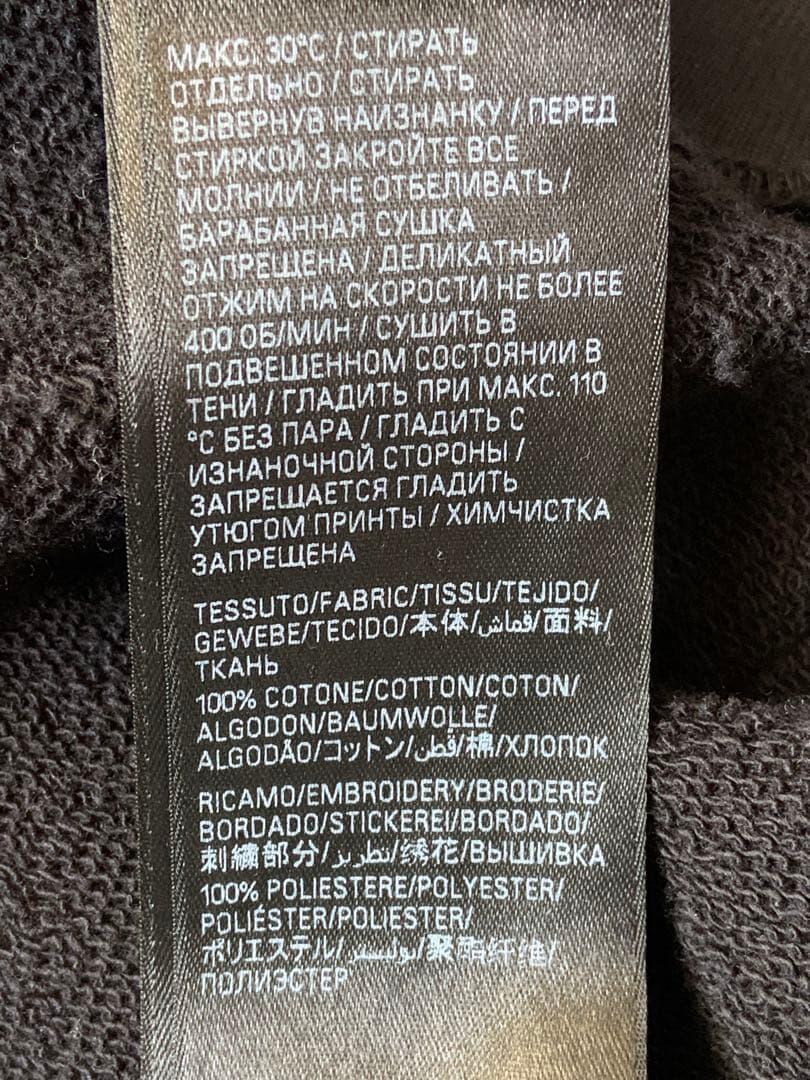 МАКС. 30°C / СТИРАТЬ
ОТДЕЛЬНО / СТИРАТЬ
ВЫВЕРНУВ НАИЗНАНКУ / ПЕРЕД
СТИРКОЙ ЗАКРОЙТЕ ВСЕ
МОЛНИИ / НЕ ОТБЕЛИВАТЬ /
БАРАБАННАЯ СУШКА
ЗАПРЕЩЕНА / ДЕЛИКАТНЫЙ
ОТЖИМ НА СКОРОСТИ НЕ БОЛЕЕ
400 ОБ/МИН / СУШИТЬ В
ПОДВЕШЕННОМ СОСТОЯНИИ В
ТЕНИ / ГЛАДИТЬ ПРИ МАКС. 110
°C БЕЗ ПАРА / ГЛАДИТЬ С
ИЗНАНОЧНОЙ СТОРОНЫ /
ЗАПРЕЩАЕТСЯ ГЛАДИТЬ
УТЮГОМ ПРИНТЫ / ХИМЧИСТКА
ЗАПРЕЩЕНА
TESSUTO/FABRIC/TISSU/TEJIDO/
GEWEBE/TECIDO/本体/قماش/面料/
ТКАНЬ
100% COTONE/COTTON/COTON/
ALGODON/BAUMWOLLE/
ALGODÃO/コットン/قطن/棉/ХЛОПОК
RICAMO/EMBROIDERY/BRODERIE/
BORDADO/STICKEREI/BORDADO/
刺繍部分/تطريز/绣花/ВЫШИВКА
100% POLIESTERE/POLYESTER/
POLIÉSTER/POLIESTER/
ポリエステル/بوليستر/聚酯纤维/
ПОЛИЭСТЕР